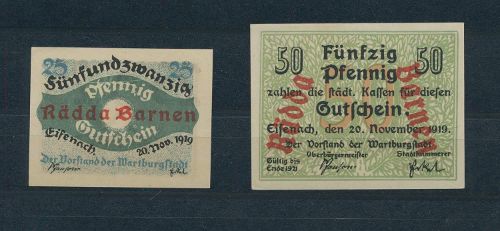 25 25
Fünfundzwanzig
Pfennig
Rädda Barnen
Gutschein
Eisenach, 20. Nov. 1919
Der Vorstand der Wartburgstadt
50 Fünfzig 50
Pfennig
zahlen die städt. Kassen für diesen
Gutschein.
Eisenach, den 20. November 1919.
Der Vorstand der Wartburgstadt
Gültig bis
Ende 1921
Oberbürgermeister
Stadtkämmerer
Rädda
Barnen